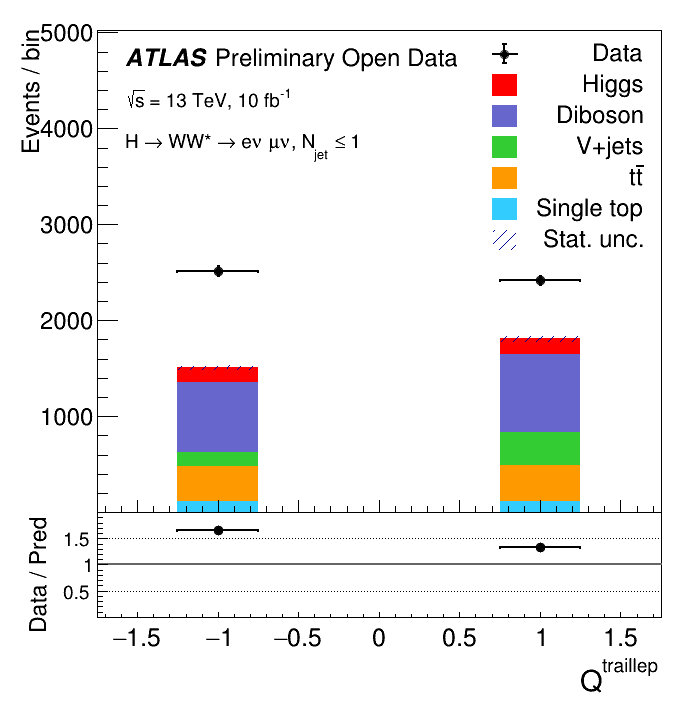 Events / bin
5000
4000
3000
2000
1000
ATLAS Preliminary Open Data
√s = 13 TeV, 10 fb⁻¹
H → WW* → eν μν, N_jet ≤ 1
Data
Higgs
Diboson
V+jets
tt̄
Single top
Stat. unc.
Data / Pred
1.5
1
0.5
−1.5 −1 −0.5 0 0.5 1 1.5
Q^traillep